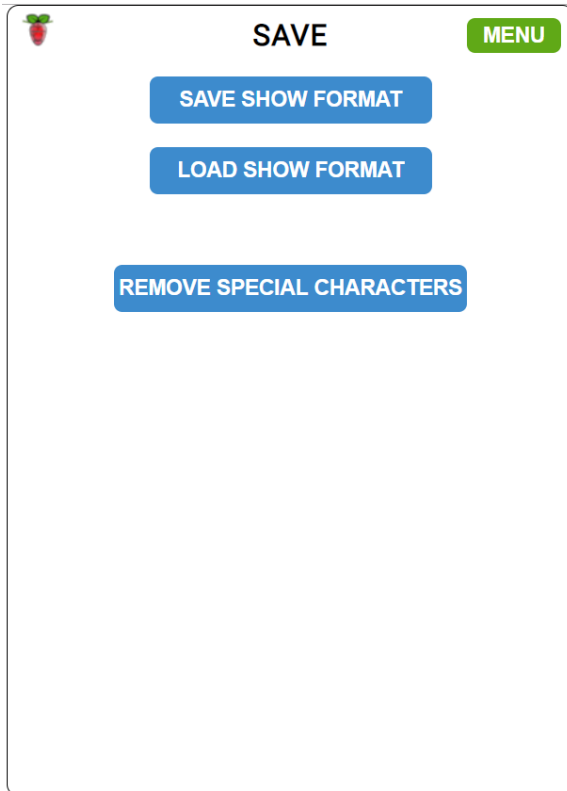 SAVE
MENU
SAVE SHOW FORMAT
LOAD SHOW FORMAT
REMOVE SPECIAL CHARACTERS